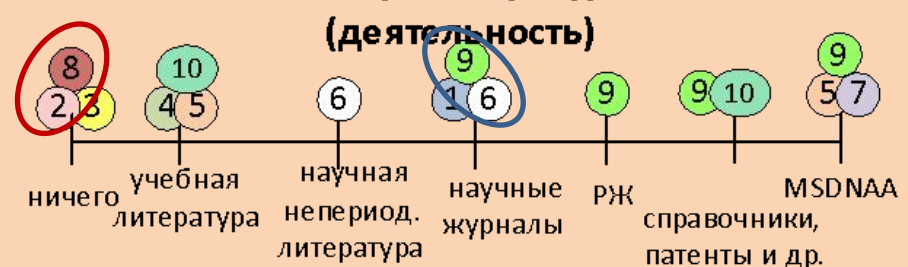 (деятельность)
8 10 9 9
2 3 4 5 6 1 6 9 9 10 5 7
ничего
учебная
литература
научная
непериод.
литература
научные
журналы
РЖ
справочники,
патенты и др.
MSDNAA